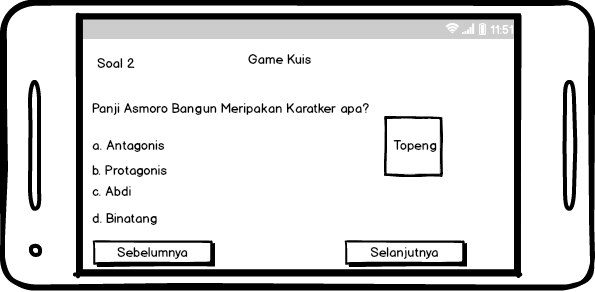 11:51
Soal 2
Game Kuis
Panji Asmoro Bangun Meripakan Karatker apa?
a. Antagonis
b. Protagonis
c. Abdi
d. Binatang
Topeng
Sebelumnya
Selanjutnya